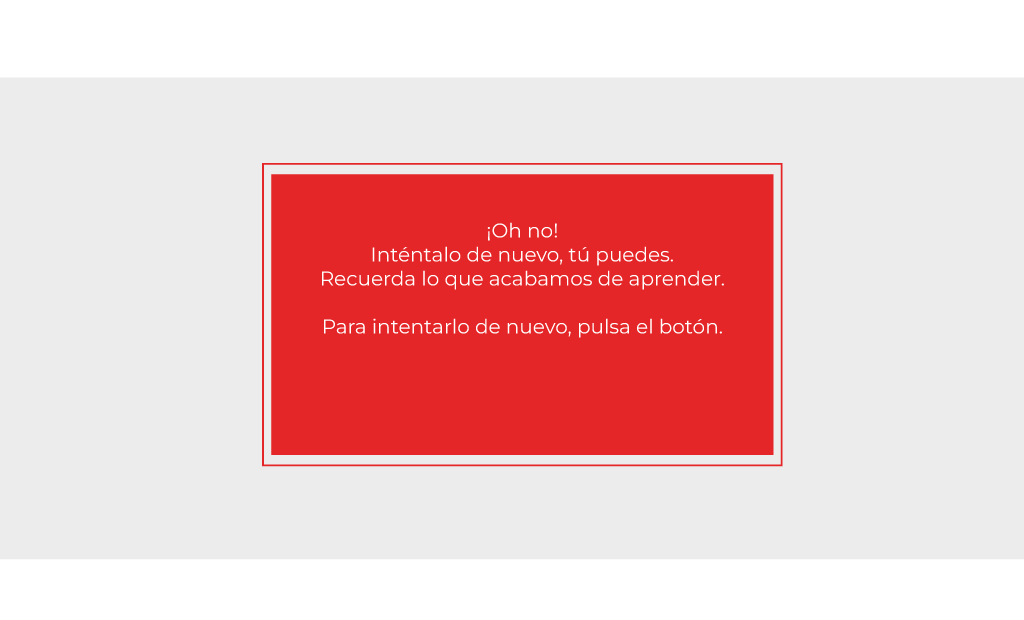 ¡Oh no!
Inténtalo de nuevo, tú puedes.
Recuerda lo que acabamos de aprender.
Para intentarlo de nuevo, pulsa el botón.